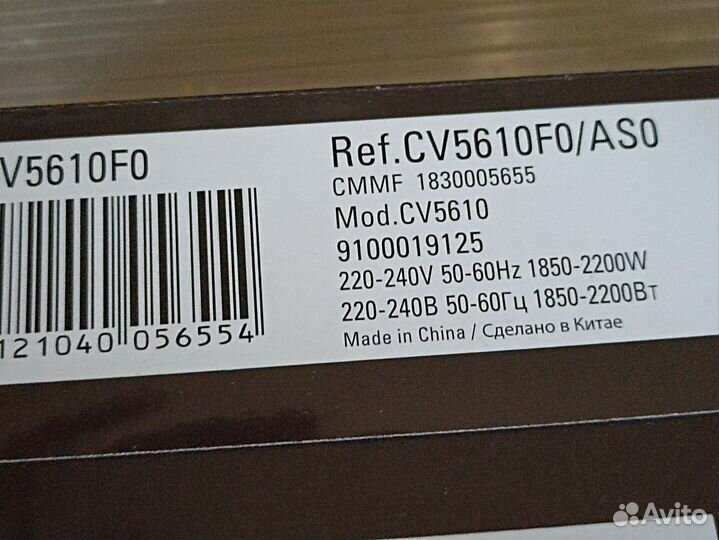 V5610F0
121040 056554
Ref.CV5610F0/AS0
CMMF 1830005655
Mod.CV5610
9100019125
220-240V 50-60Hz 1850-2200W
220-240В 50-60Гц 1850-2200Вт
Made in China / Сделано в Китае
Avito